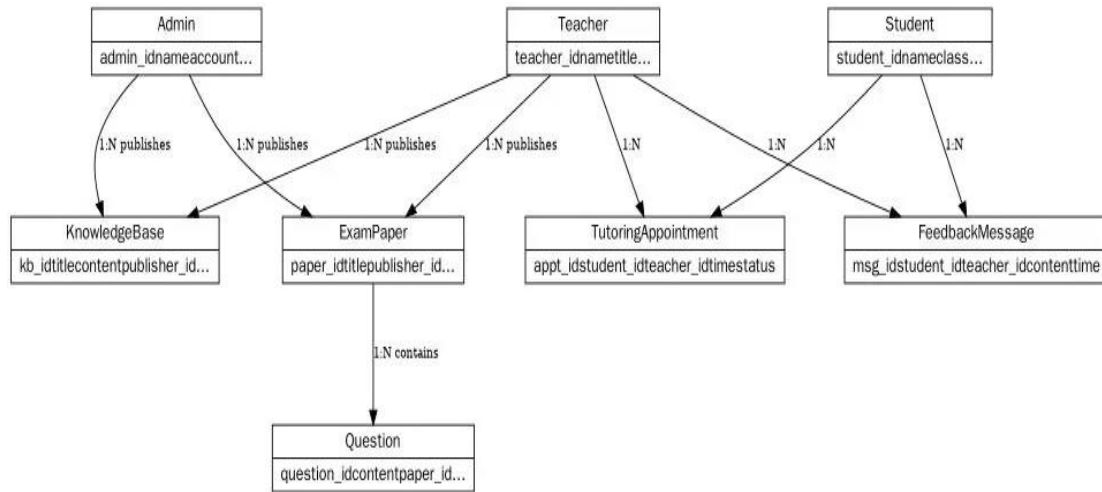 Admin
admin_idnameaccount...
Teacher
teacher_idnametitle...
Student
student_idnameclass...
1:N publishes
1:N publishes
1:N publishes
1:N publishes
1:N
1:N
1:N
1:N
KnowledgeBase
kb_idtitlecontentpublisher_id...
ExamPaper
paper_idtitlepublisher_id...
TutoringAppointment
appt_idstudent_idteacher_idtimestatus
FeedbackMessage
msg_idstudent_idteacher_idcontenttime
1:N contains
Question
question_idcontentpaper_id...